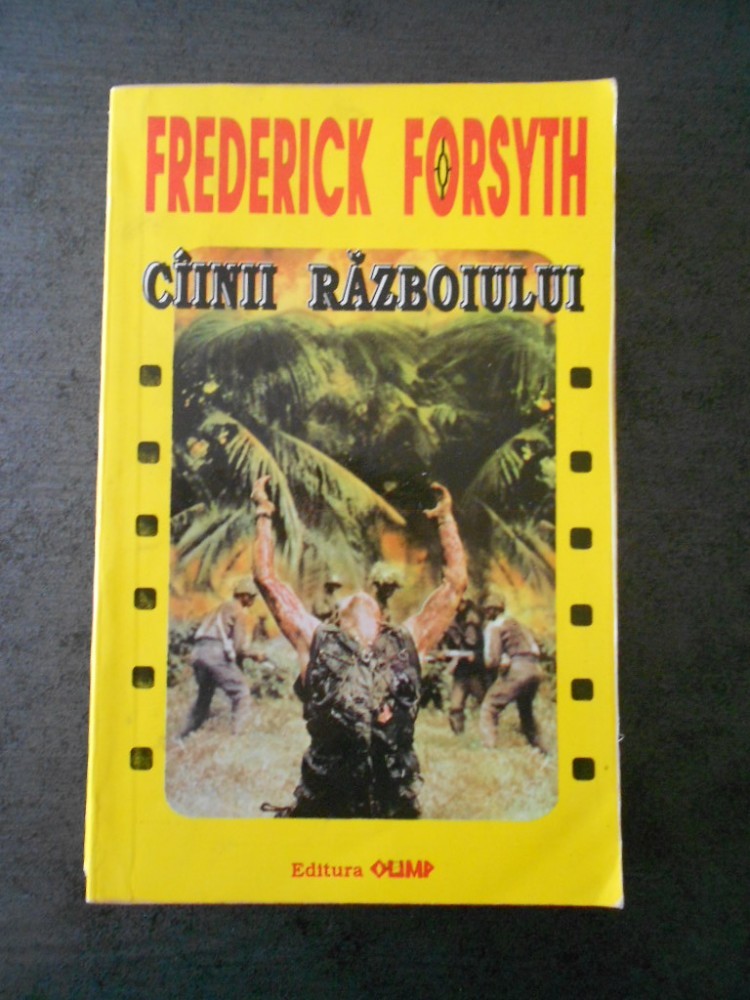 FREDERICK FORSYTH
CÎINII RĂZBOIULUI
Editura OLIMP